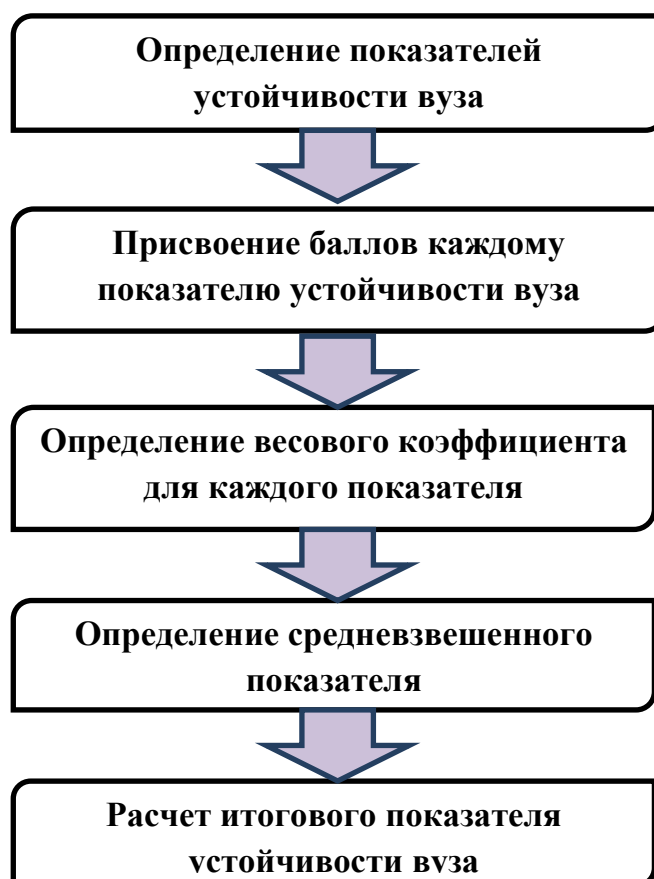 Определение показателей
устойчивости вуза
Присвоение баллов каждому
показателю устойчивости вуза
Определение весового коэффициента
для каждого показателя
Определение средневзвешенного
показателя
Расчет итогового показателя
устойчивости вуза